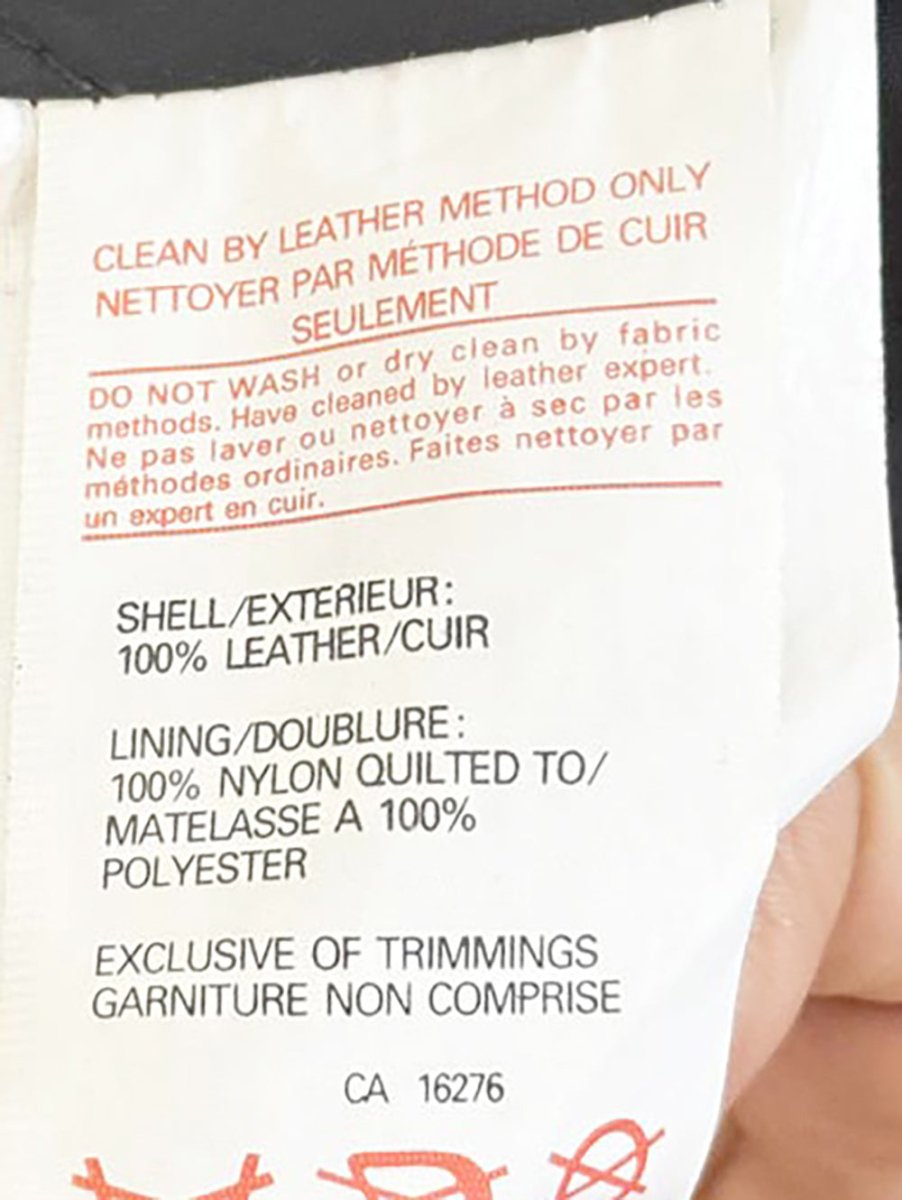 CLEAN BY LEATHER METHOD ONLY
NETTOYER PAR MÉTHODE DE CUIR
SEULEMENT
DO NOT WASH or dry clean by fabric
methods. Have cleaned by leather expert.
Ne pas laver ou nettoyer à sec par les
méthodes ordinaires. Faites nettoyer par
un expert en cuir.
SHELL/EXTERIEUR:
100% LEATHER/CUIR
LINING/DOUBLURE:
100% NYLON QUILTED TO/
MATELASSE A 100%
POLYESTER
EXCLUSIVE OF TRIMMINGS
GARNITURE NON COMPRISE
CA 16276